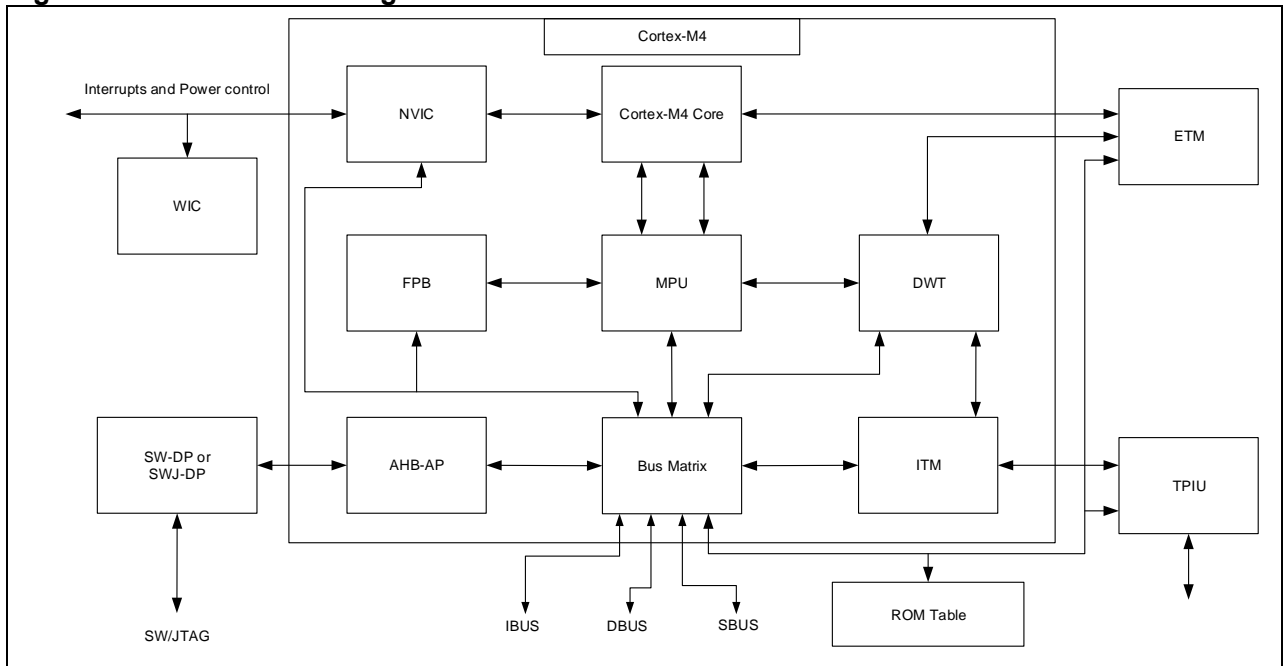 Cortex-M4
Interrupts and Power control
NVIC
Cortex-M4 Core
ETM
WIC
FPB
MPU
DWT
SW-DP or
SWJ-DP
AHB-AP
Bus Matrix
ITM
TPIU
ROM Table
IBUS
DBUS
SBUS
SW/JTAG